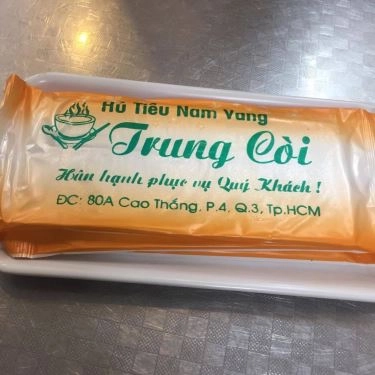 Hủ Tiếu Nam Vang
Trung Còi
Hân hạnh phục vụ Quý Khách!
ĐC: 80A Cao Thắng, P.4, Q.3, Tp.HCM